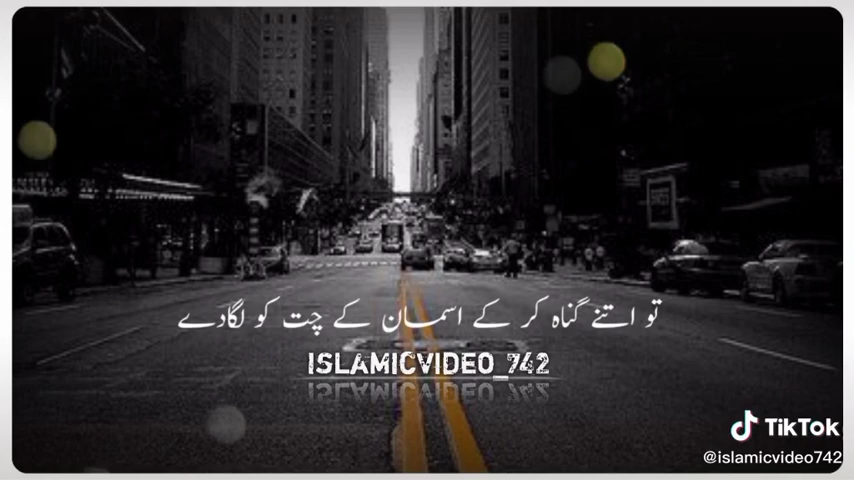 تو اتنے گناہ کر کے اسمان کے چت کو لگادے
ISLAMICVIDEO_742
TikTok
@islamicvideo742